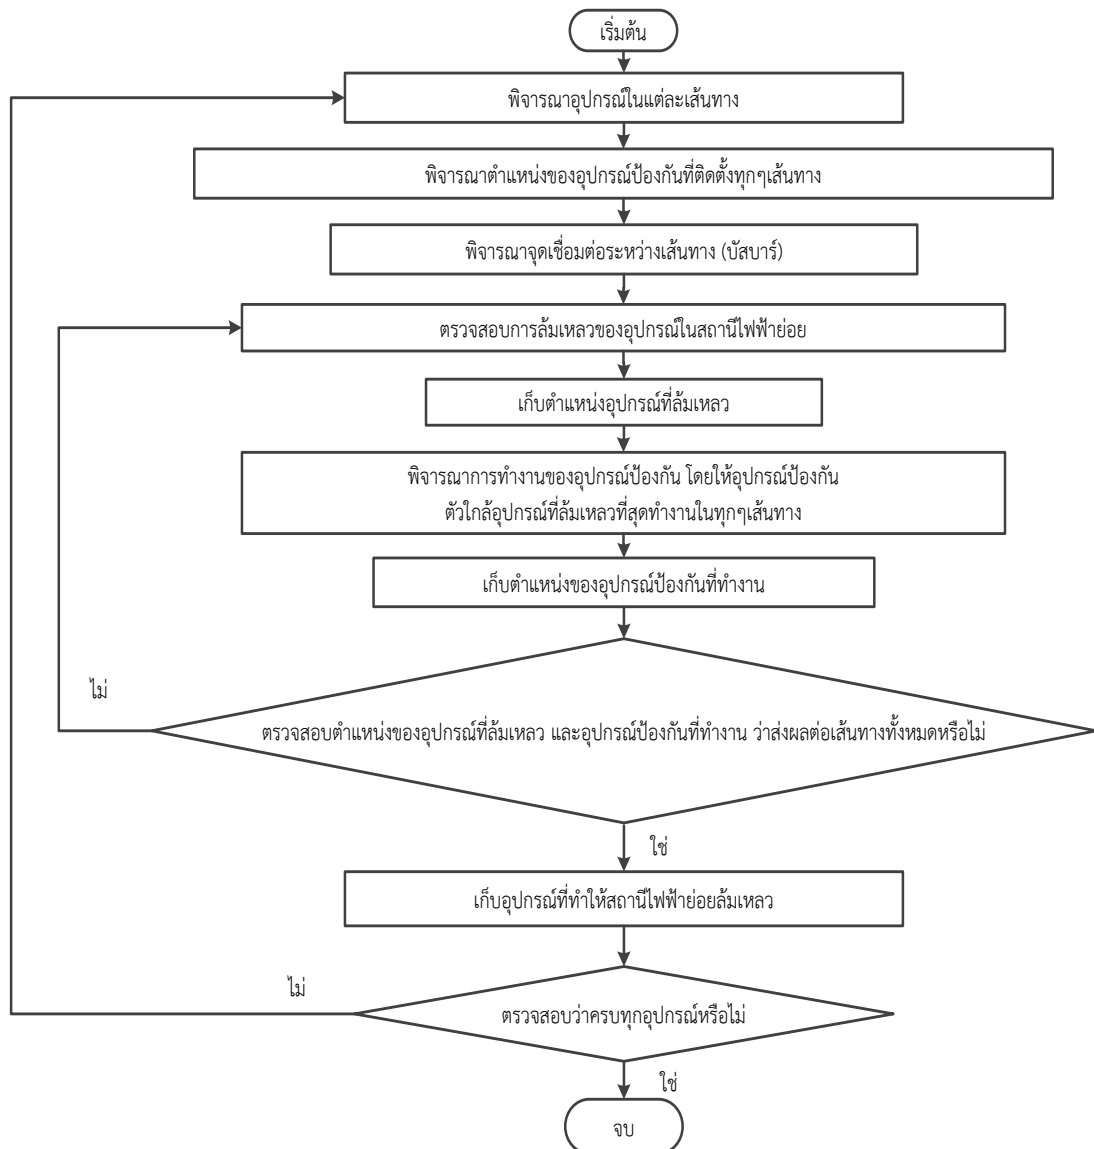 เริ่มต้น
พิจารณาอุปกรณ์ในแต่ละเส้นทาง
พิจารณาตำแหน่งของอุปกรณ์ป้องกันที่ติดตั้งทุกๆเส้นทาง
พิจารณาจุดเชื่อมต่อระหว่างเส้นทาง (บัสบาร์)
ตรวจสอบการล้มเหลวของอุปกรณ์ในสถานีไฟฟ้าย่อย
เก็บตำแหน่งอุปกรณ์ที่ล้มเหลว
พิจารณาการทำงานของอุปกรณ์ป้องกัน โดยให้อุปกรณ์ป้องกัน
ตัวใกล้อุปกรณ์ที่ล้มเหลวที่สุดทำงานในทุกๆเส้นทาง
เก็บตำแหน่งของอุปกรณ์ป้องกันที่ทำงาน
ไม่
ตรวจสอบตำแหน่งของอุปกรณ์ที่ล้มเหลว และอุปกรณ์ป้องกันที่ทำงาน ว่าส่งผลต่อเส้นทางทั้งหมดหรือไม่
ใช่
เก็บอุปกรณ์ที่ทำให้สถานีไฟฟ้าย่อยล้มเหลว
ไม่
ตรวจสอบว่าครบทุกอุปกรณ์หรือไม่
ใช่
จบ